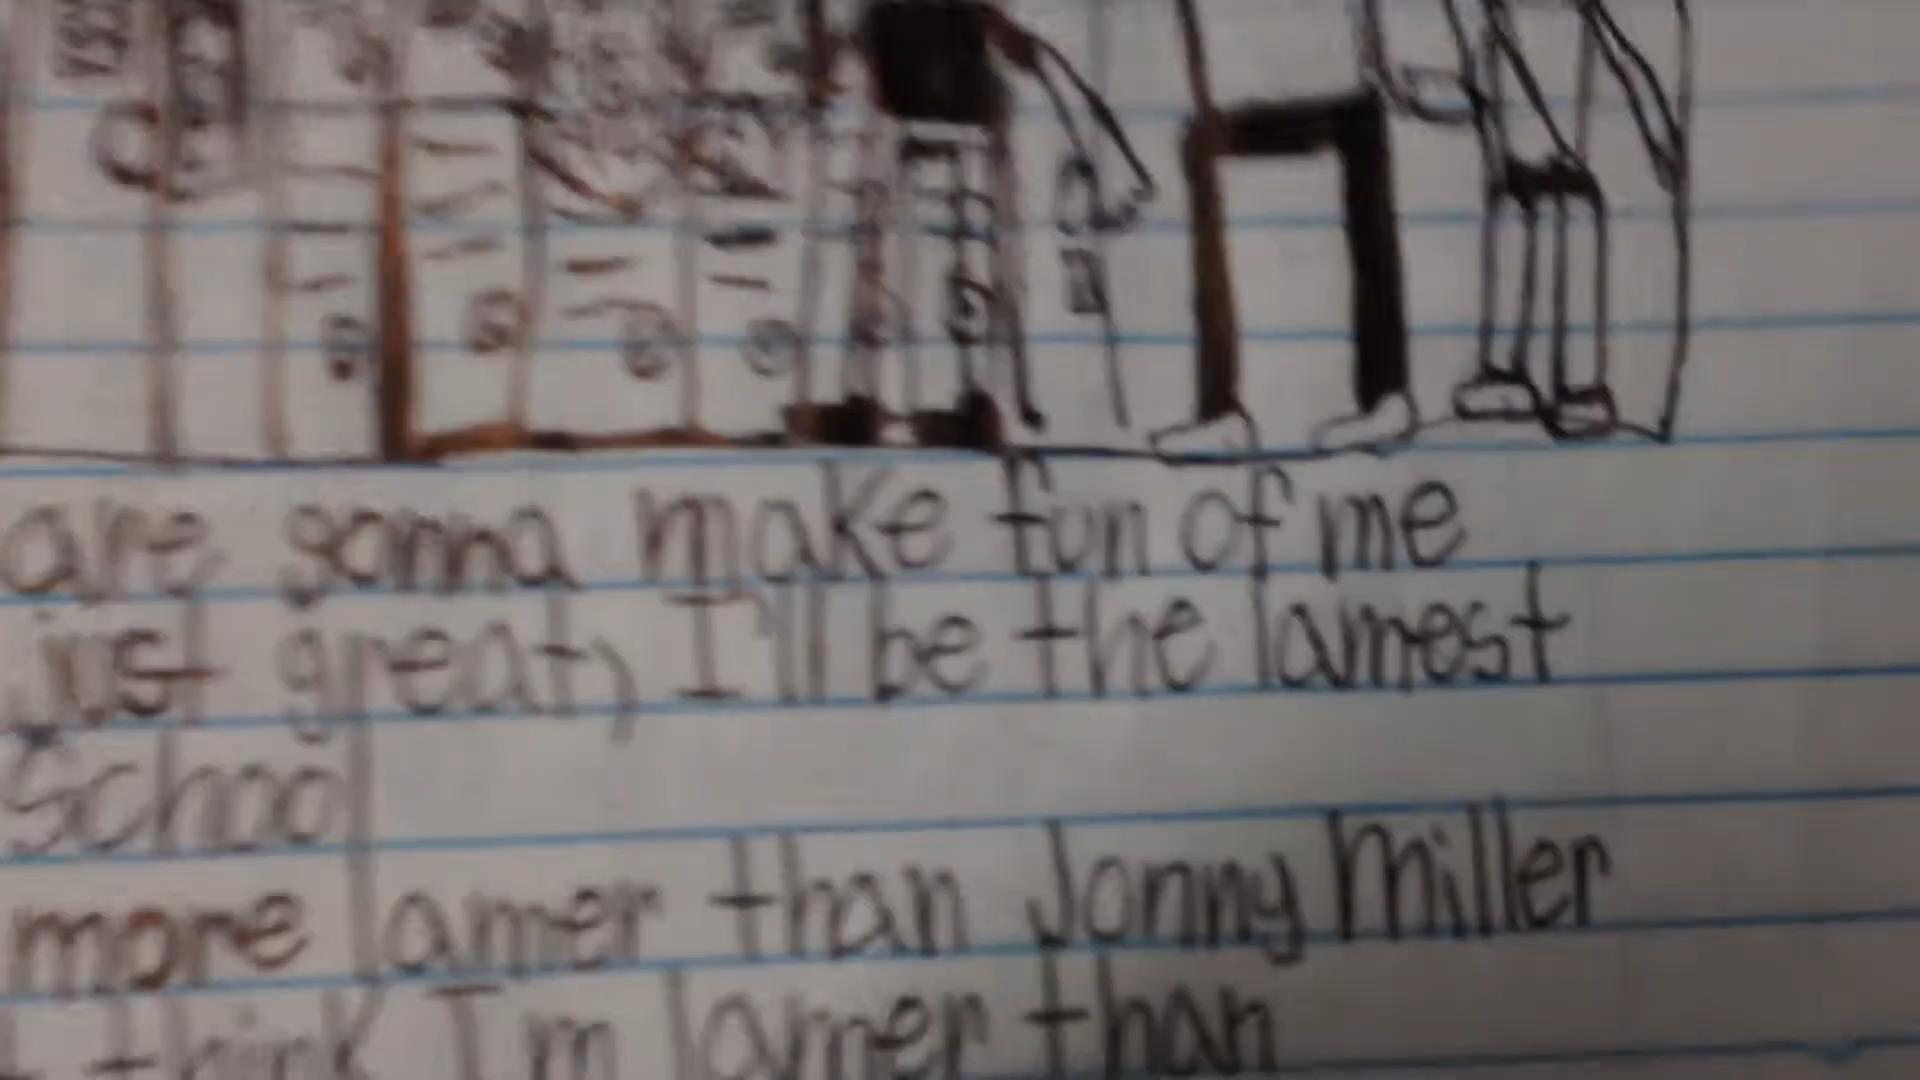 are gonna make fun of me
just great, I'll be the lamest
School
more lamer than Jonny Miller
think I'm lamer than